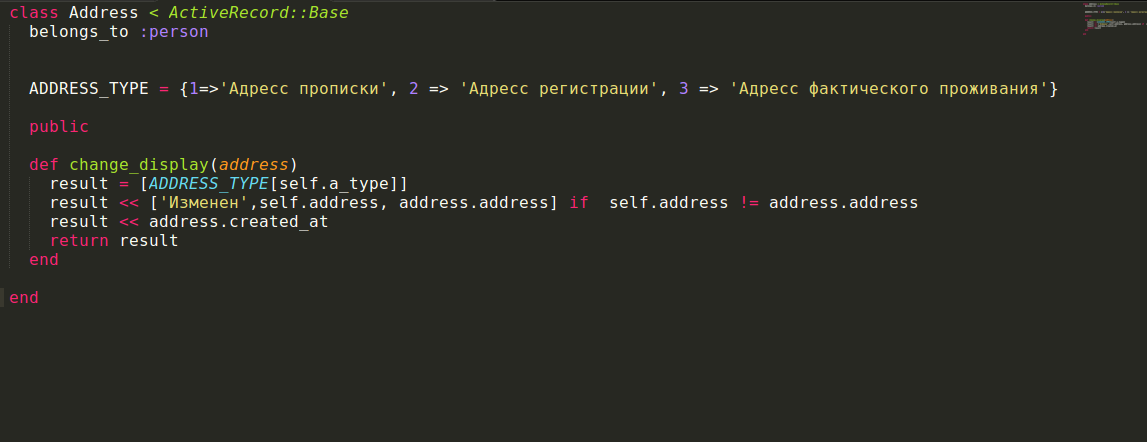 class Address < ActiveRecord::Base
belongs_to :person
ADDRESS_TYPE = {1=>'Адресс прописки', 2 => 'Адресс регистрации', 3 => 'Адресс фактического проживания'}
public
def change_display(address)
result = [ADDRESS_TYPE[self.a_type]]
result << ['Изменен',self.address, address.address] if  self.address != address.address
result << address.created_at
return result
end
end